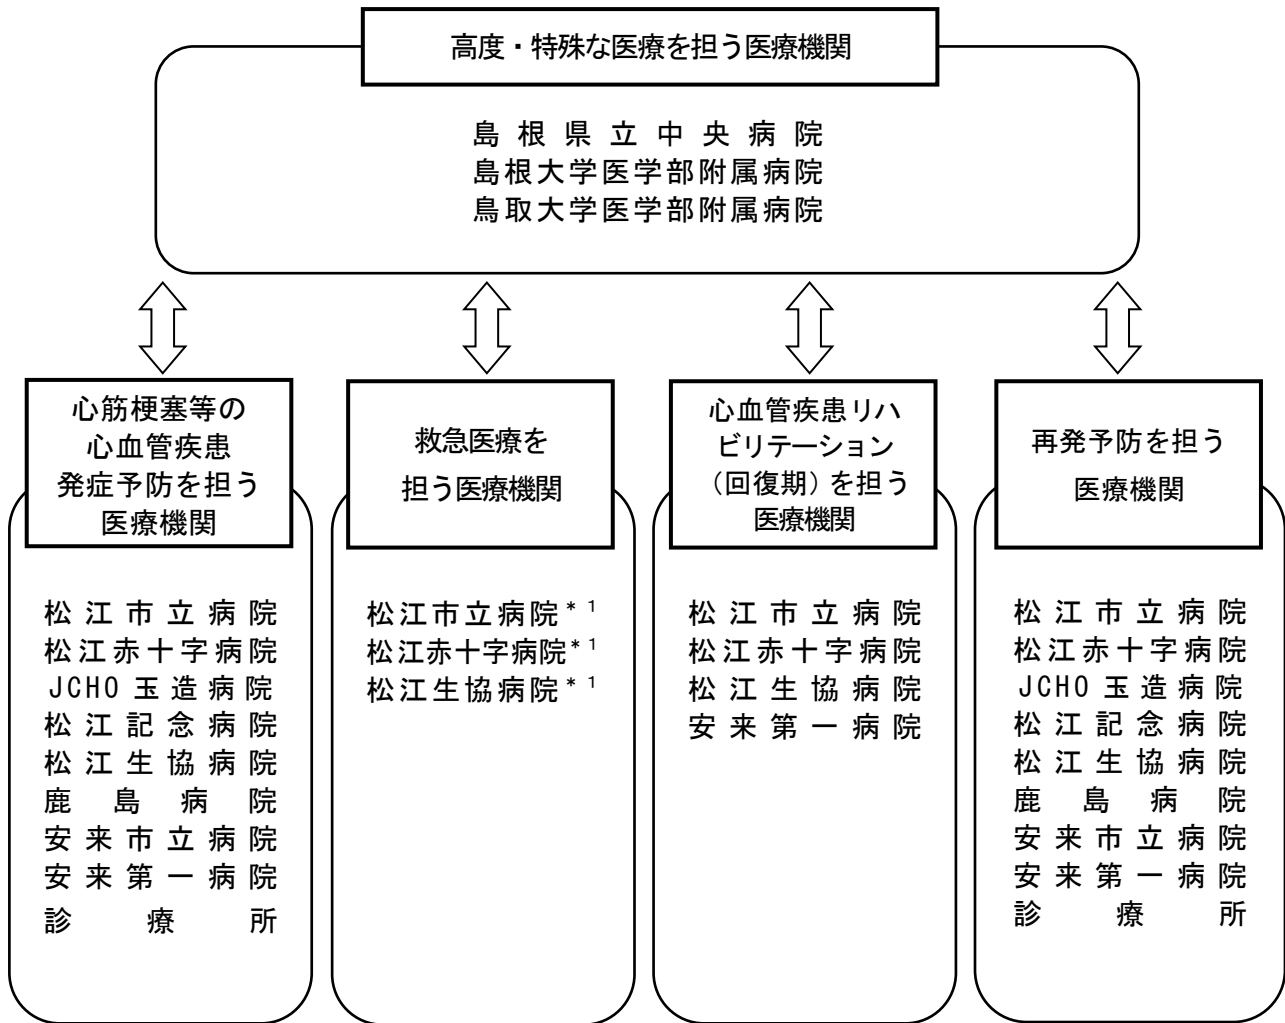 高度・特殊な医療を担う医療機関
島根県立中央病院
島根大学医学部附属病院
鳥取大学医学部附属病院
心筋梗塞等の
心血管疾患
発症予防を担う
医療機関
松江市立病院
松江赤十字病院
JCHO玉造病院
松江記念病院
松江生協病院
鹿島病院
安来市立病院
安来第一病院
診療所
救急医療を
担う医療機関
松江市立病院*1
松江赤十字病院*1
松江生協病院*1
心血管疾患リハ
ビリテーション
（回復期）を担う
医療機関
松江市立病院
松江赤十字病院
松江生協病院
安来第一病院
再発予防を担う
医療機関
松江市立病院
松江赤十字病院
JCHO玉造病院
松江記念病院
松江生協病院
鹿島病院
安来市立病院
安来第一病院
診療所